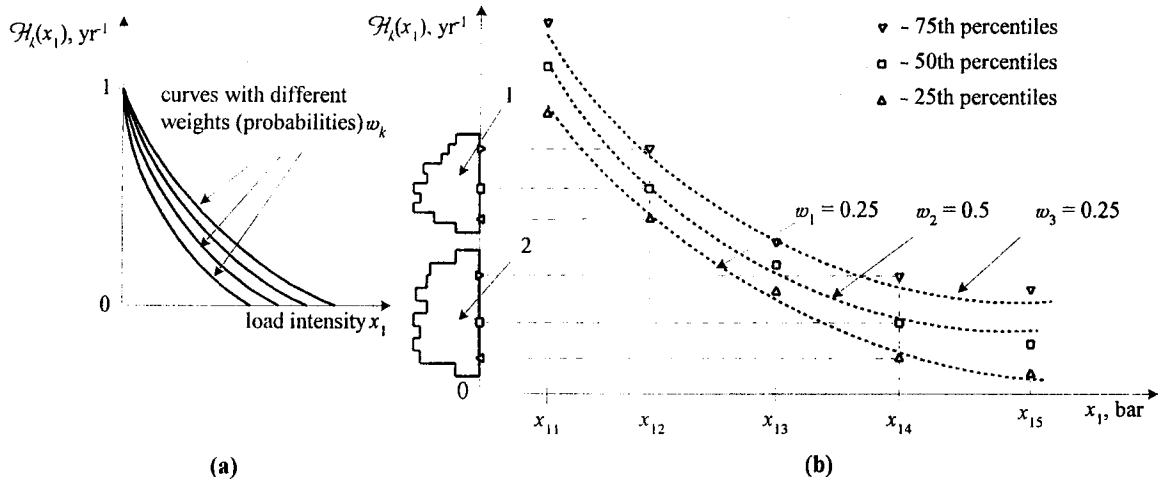 ℋₖ(x₁), yr⁻¹
1
curves with different
weights (probabilities) wₖ
0
load intensity x₁
(a)
ℋₖ(x₁), yr⁻¹
1
2
0
▽ - 75th percentiles
□ - 50th percentiles
△ - 25th percentiles
w₁ = 0.25 w₂ = 0.5 w₃ = 0.25
x₁₁ x₁₂ x₁₃ x₁₄ x₁₅ x₁, bar
(b)